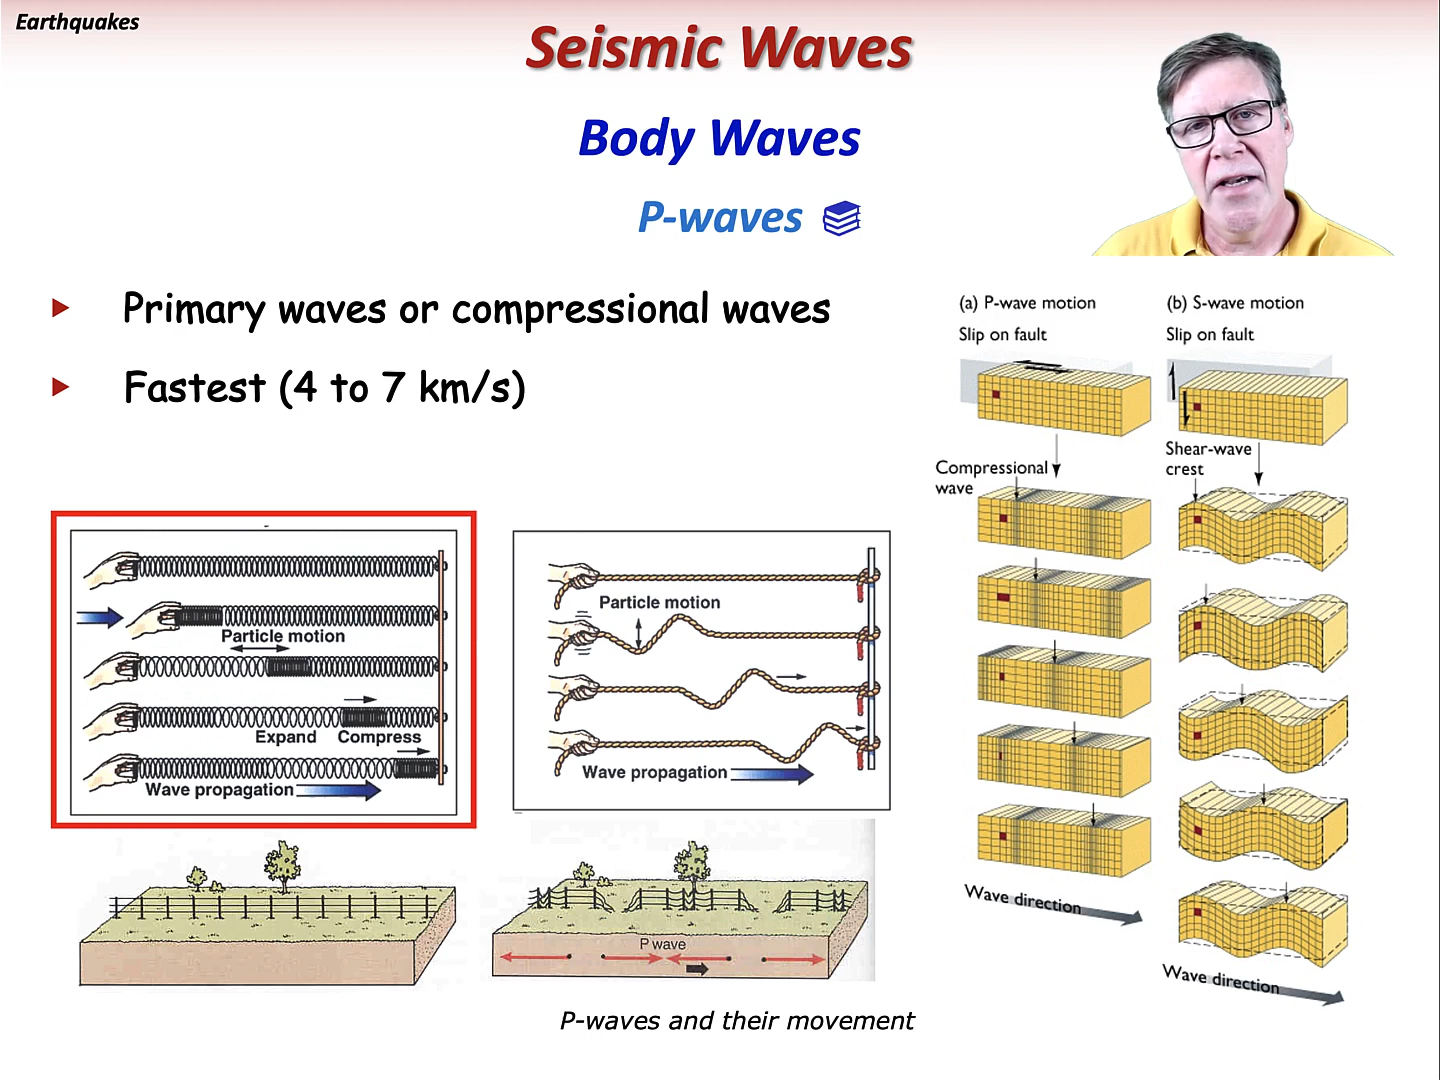 Earthquakes
Seismic Waves
Body Waves
P-waves
Primary waves or compressional waves
Fastest (4 to 7 km/s)
Particle motion
Expand Compress
Wave propagation
Particle motion
Wave propagation
P wave
P-waves and their movement
(a) P-wave motion
Slip on fault
Compressional
wave
Wave direction
(b) S-wave motion
Slip on fault
Shear-wave
crest
Wave direction